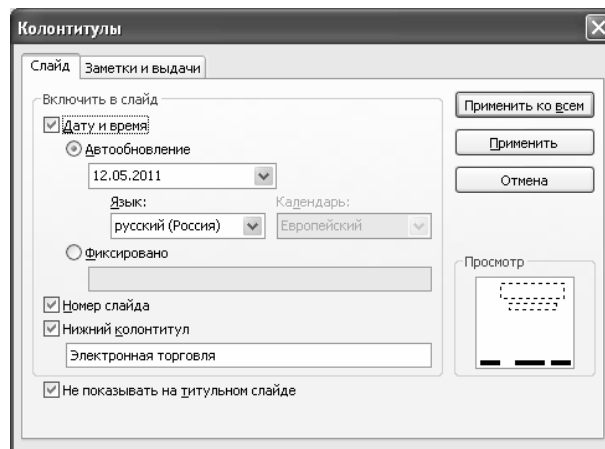 Колонтитулы
Слайд
Заметки и выдачи
Включить в слайд
Дату и время
Автообновление
12.05.2011
Язык:
Календарь:
русский (Россия)
Европейский
Фиксировано
Номер слайда
Нижний колонтитул
Электронная торговля
Не показывать на титульном слайде
Применить ко всем
Применить
Отмена
Просмотр